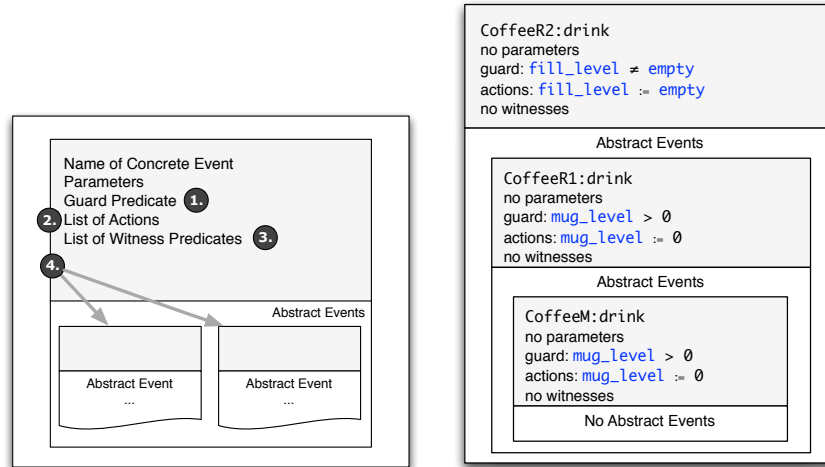 Name of Concrete Event
Parameters
Guard Predicate 1.
2. List of Actions
List of Witness Predicates 3.
4.
Abstract Events
Abstract Event
...
Abstract Event
...
CoffeeR2:drink
no parameters
guard: fill_level ≠ empty
actions: fill_level := empty
no witnesses
Abstract Events
CoffeeR1:drink
no parameters
guard: mug_level > 0
actions: mug_level := 0
no witnesses
Abstract Events
CoffeeM:drink
no parameters
guard: mug_level > 0
actions: mug_level := 0
no witnesses
No Abstract Events